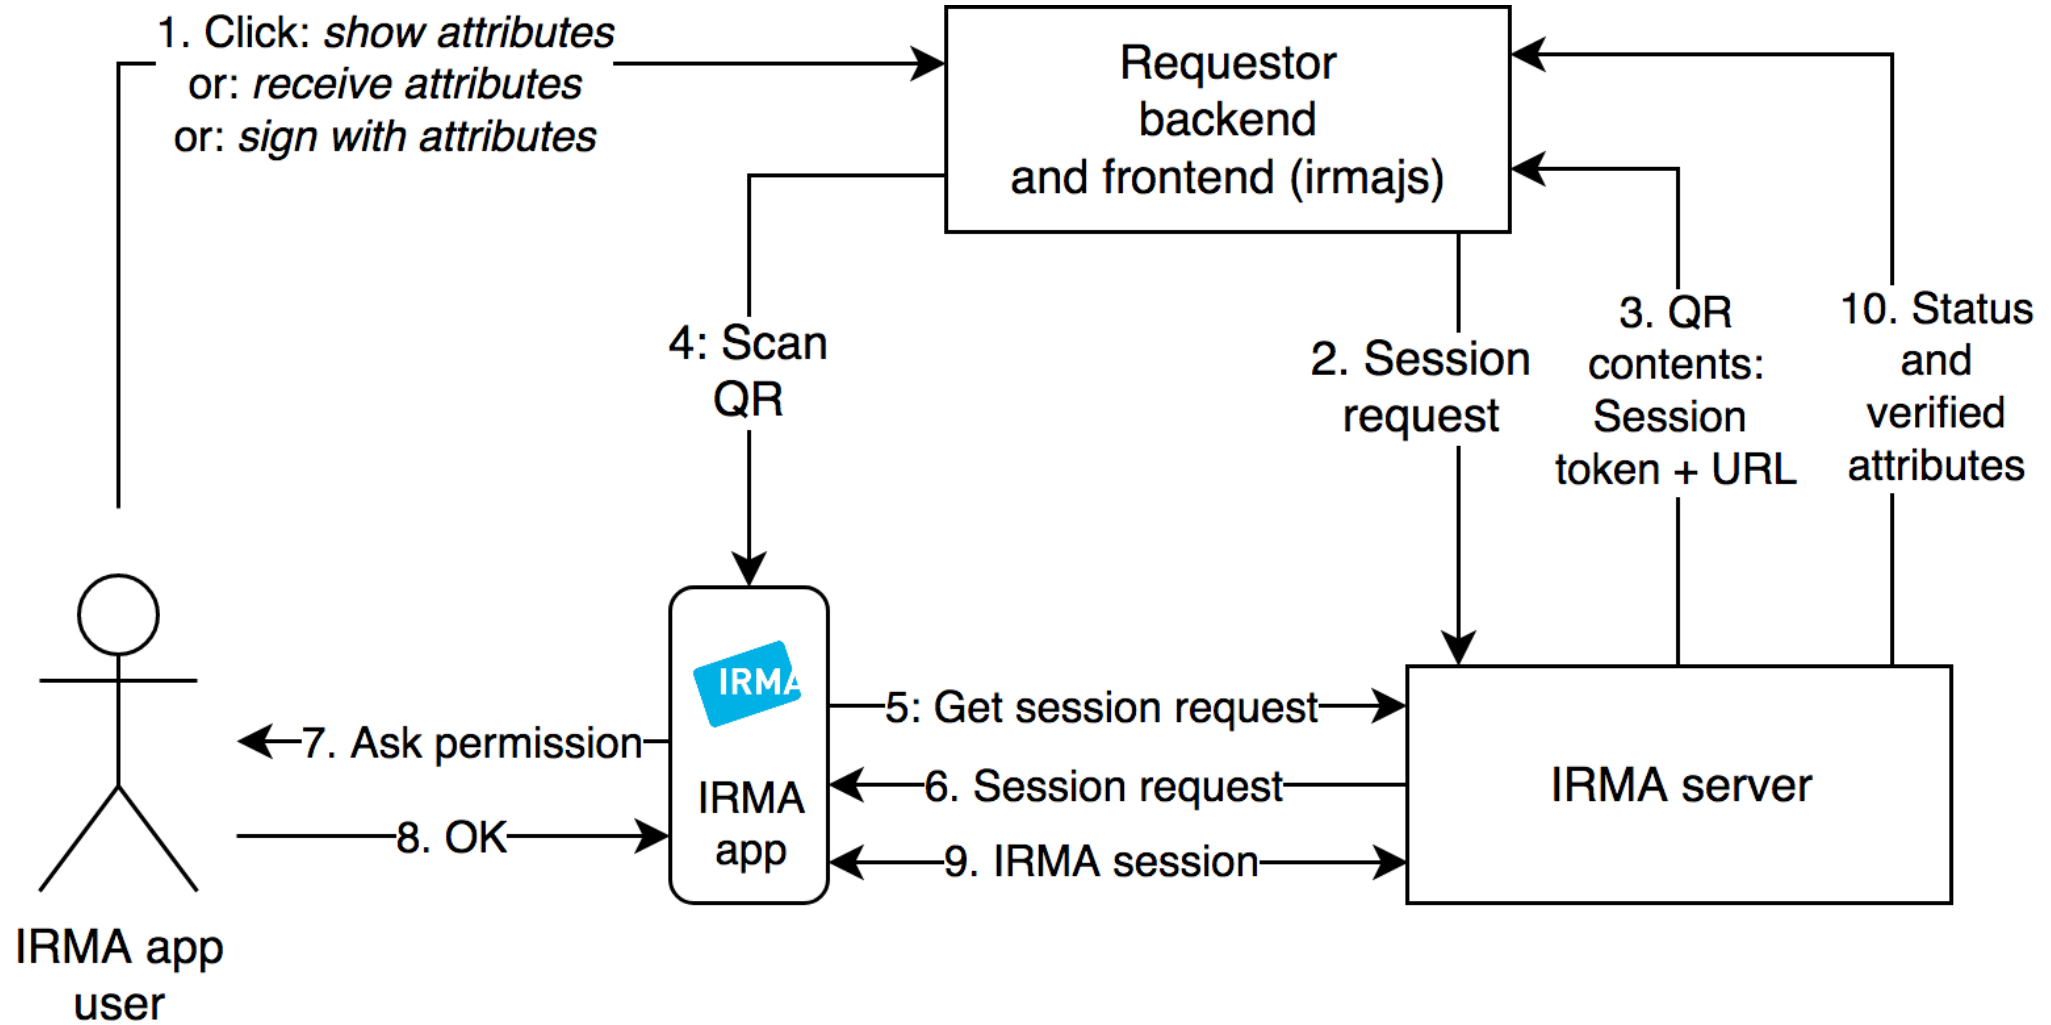 1. Click: show attributes
or: receive attributes
or: sign with attributes
Requestor
backend
and frontend (irmajs)
4: Scan
QR
2. Session
request
3. QR
contents:
Session
token + URL
10. Status
and
verified
attributes
IRMA
IRMA
app
5: Get session request
6. Session request
9. IRMA session
7. Ask permission
8. OK
IRMA server
IRMA app
user